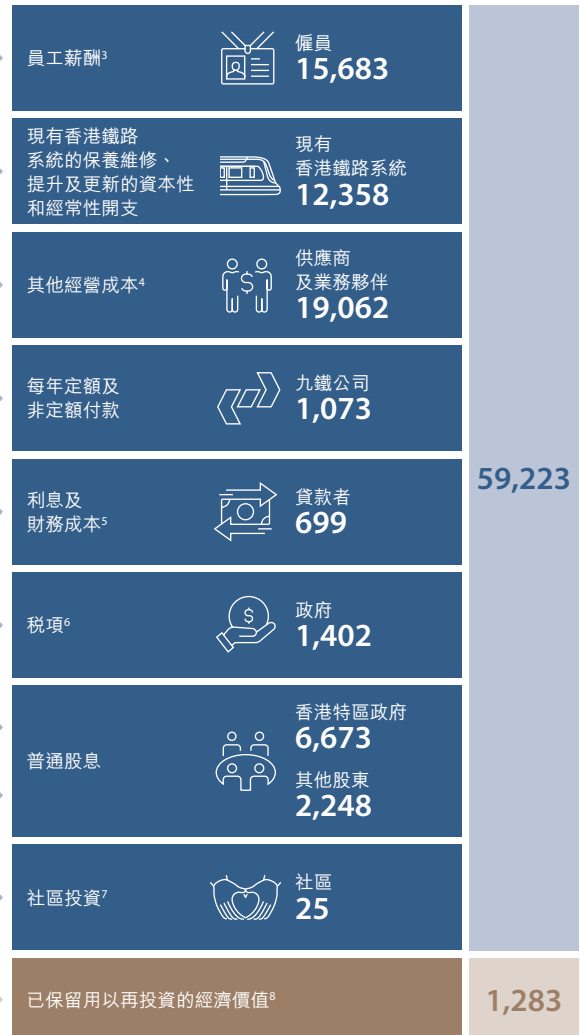 員工薪酬³
僱員
15,683
現有香港鐵路
系統的保養維修、
提升及更新的資本性
和經常性開支
現有
香港鐵路系統
12,358
其他經營成本⁴
供應商
及業務夥伴
19,062
每年定額及
非定額付款
九鐵公司
1,073
59,223
利息及
財務成本⁵
貸款者
699
税項⁶
政府
1,402
普通股息
香港特區政府
6,673
其他股東
2,248
社區投資⁷
社區
25
已保留用以再投資的經濟價值⁸
1,283